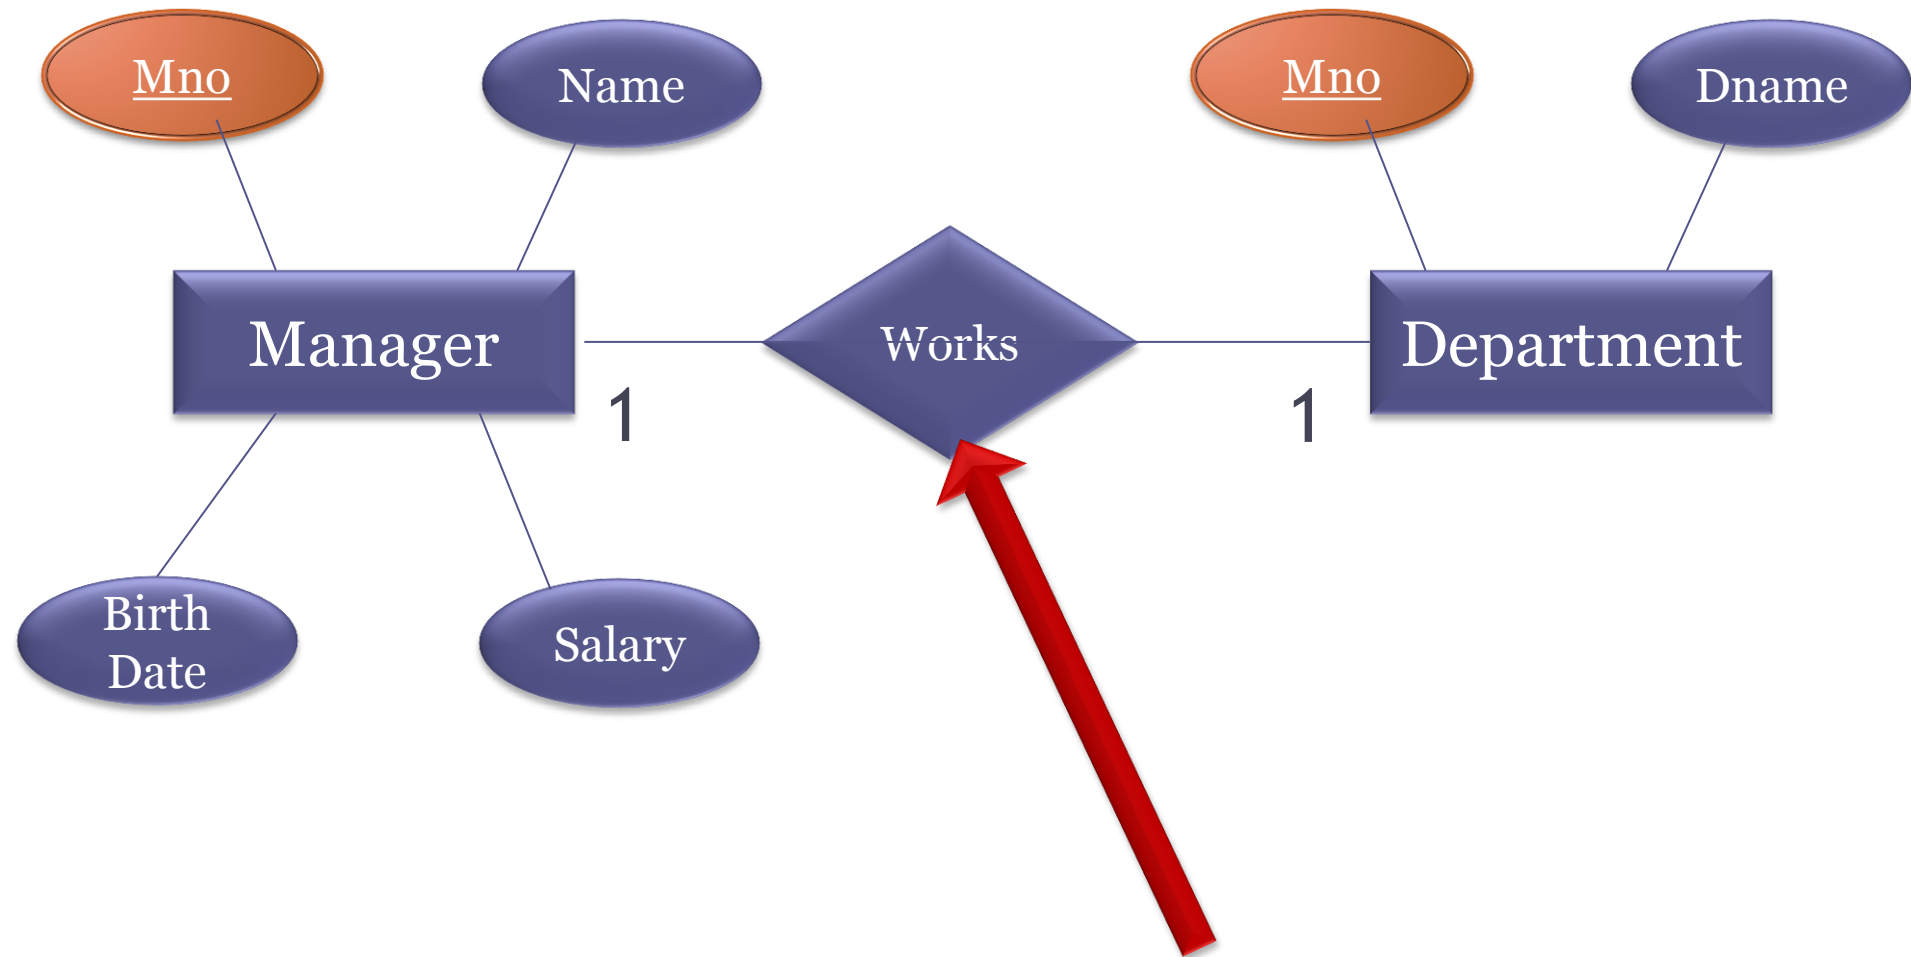 Mno
Name
Mno
Dname
Manager
Works
Department
1
1
Birth
Date
Salary